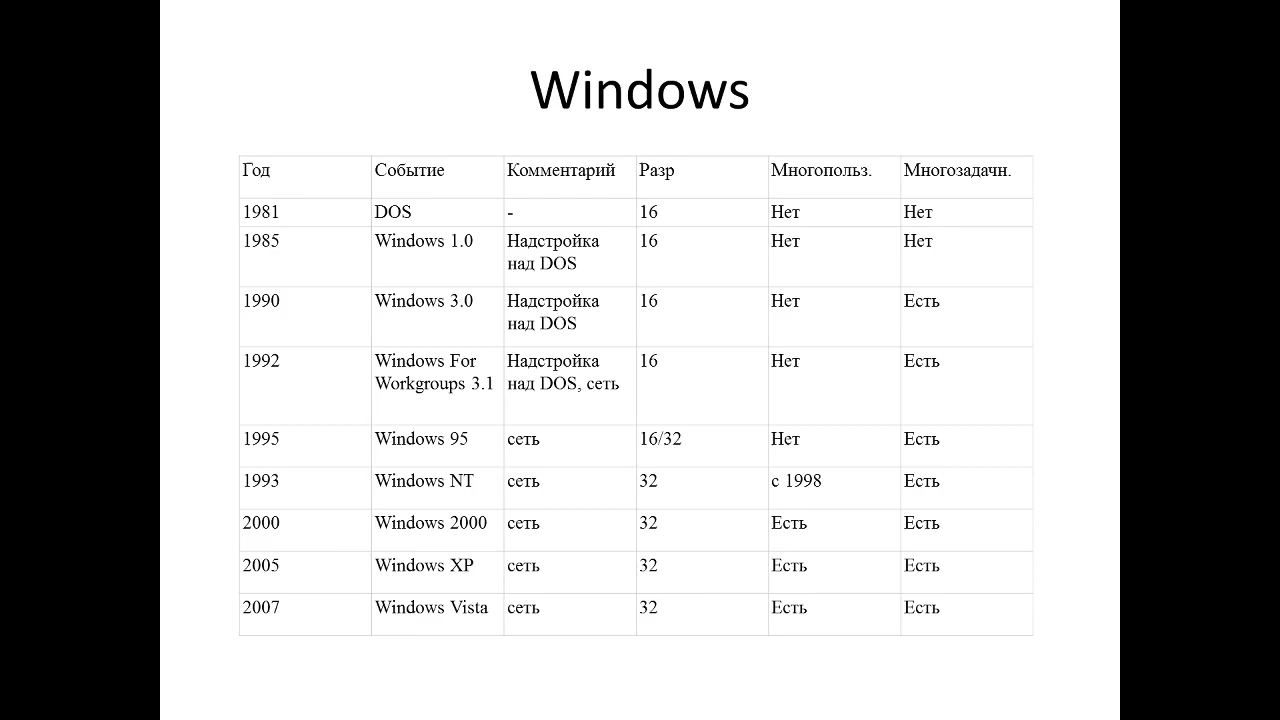 Windows
Год Событие Комментарий Разр Многопольз. Многозадачн.
1981 DOS - 16 Нет Нет
1985 Windows 1.0 Надстройка 16 Нет Нет
над DOS
1990 Windows 3.0 Надстройка 16 Нет Есть
над DOS
1992 Windows For Надстройка 16 Нет Есть
Workgroups 3.1 над DOS, сеть
1995 Windows 95 сеть 16/32 Нет Есть
1993 Windows NT сеть 32 с 1998 Есть
2000 Windows 2000 сеть 32 Есть Есть
2005 Windows XP сеть 32 Есть Есть
2007 Windows Vista сеть 32 Есть Есть